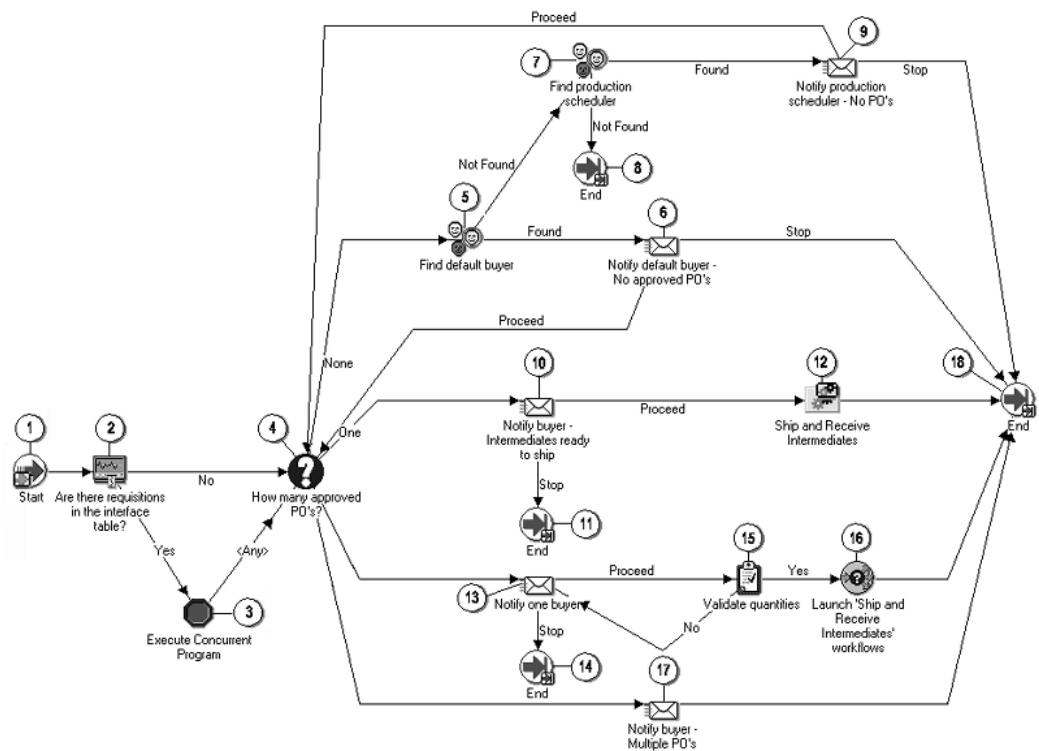 Proceed
9
7
Found
Stop
Find production
scheduler
Notify production
scheduler - No PO's
Not Found
Not Found
8
End
5
6
Found
Stop
Find default buyer
Notify default buyer -
No approved PO's
Proceed
None
10
12
18
Proceed
One
Notify buyer -
Intermediates ready
to ship
Ship and Receive
Intermediates
End
1
2
4
No
Start
Are there requisitions
in the interface
table?
How many approved
PO's?
Stop
11
End
Yes
<Any>
15
16
Proceed
Yes
13
Notify one buyer
Validate quantities
Launch 'Ship and
Receive
Intermediates'
workflows
3
No
Stop
Execute Concurrent
Program
14
End
17
Notify buyer -
Multiple PO's